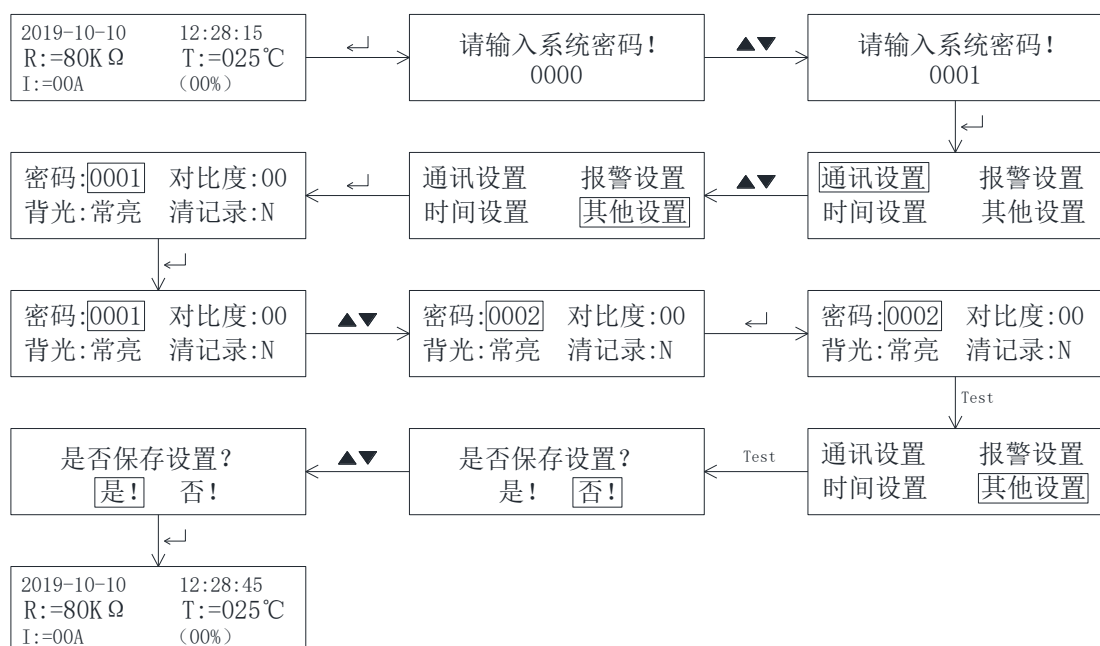 2019-10-10 12:28:15
R:=80KΩ T:=025℃
I:=00A (00%)
请输入系统密码!
0000
▲▼
请输入系统密码!
0001
密码:0001 对比度:00
背光:常亮 清记录:N
通讯设置 报警设置
时间设置 其他设置
▲▼
通讯设置 报警设置
时间设置 其他设置
密码:0001 对比度:00
背光:常亮 清记录:N
▲▼
密码:0002 对比度:00
背光:常亮 清记录:N
密码:0002 对比度:00
背光:常亮 清记录:N
Test
是否保存设置?
是! 否!
▲▼
是否保存设置?
是! 否!
Test
通讯设置 报警设置
时间设置 其他设置
2019-10-10 12:28:45
R:=80KΩ T:=025℃
I:=00A (00%)